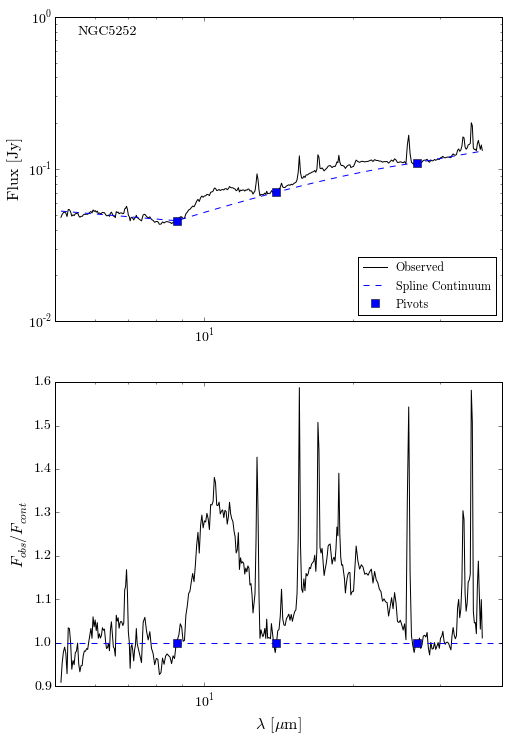 10^0
NGC5252
Flux [Jy]
10^-1
Observed
Spline Continuum
Pivots
10^-2
10^1
1.6
1.5
1.4
1.3
F_obs/F_cont
1.2
1.1
1.0
0.9
10^1
λ [μm]